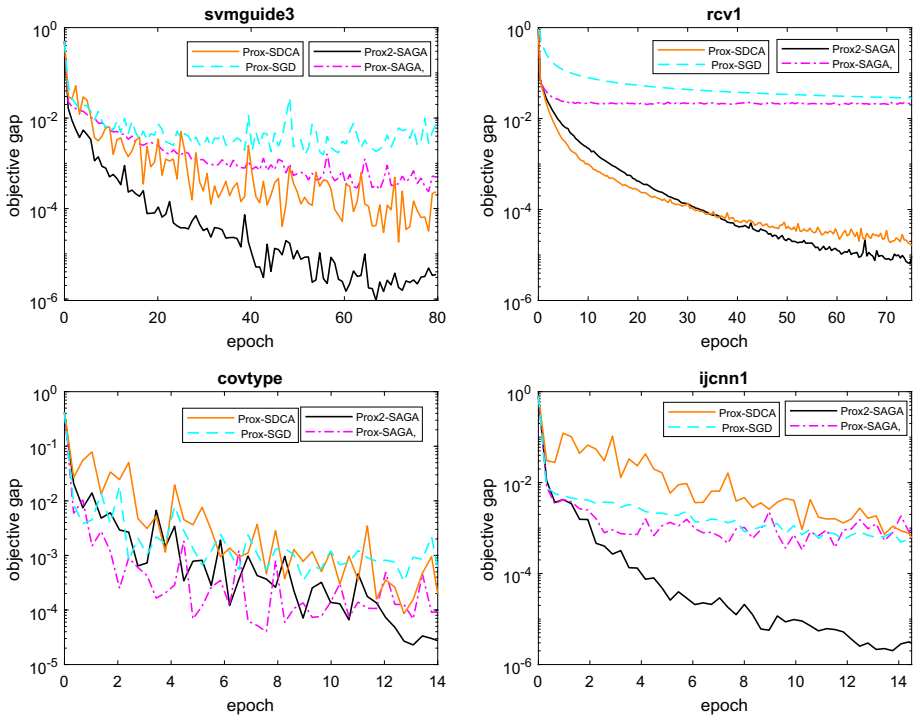 svmguide3
objective gap
10^0
10^-2
10^-4
10^-6
Prox-SDCA
Prox-SGD
Prox2-SAGA
Prox-SAGA,
0 20 40 60 80
epoch
rcv1
objective gap
10^0
10^-2
10^-4
10^-6
Prox-SDCA
Prox-SGD
Prox2-SAGA
Prox-SAGA,
0 10 20 30 40 50 60 70
epoch
covtype
objective gap
10^0
10^-1
10^-2
10^-3
10^-4
10^-5
Prox-SDCA
Prox-SGD
Prox2-SAGA
Prox-SAGA,
0 2 4 6 8 10 12 14
epoch
ijcnn1
objective gap
10^0
10^-2
10^-4
10^-6
Prox-SDCA
Prox-SGD
Prox2-SAGA
Prox-SAGA,
0 2 4 6 8 10 12 14
epoch